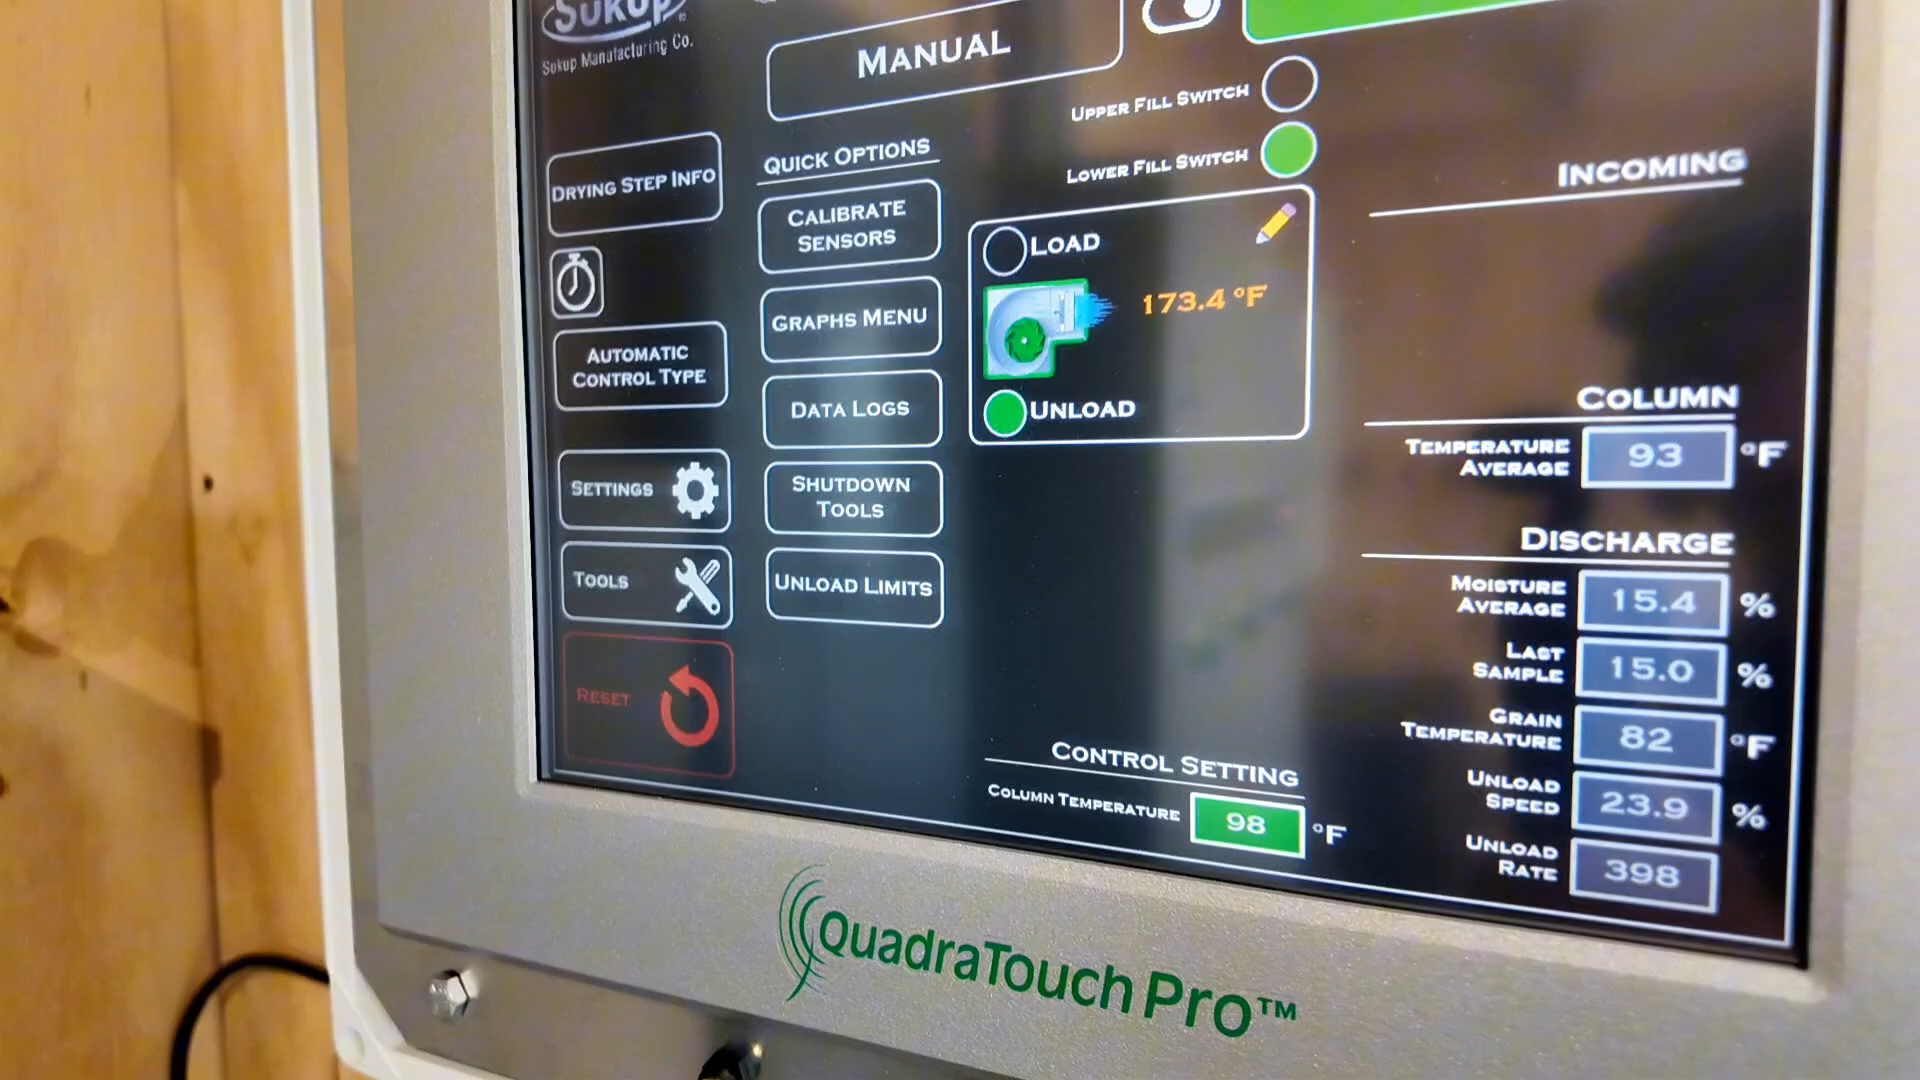 Sukup
Sukup Manufacturing Co.
MANUAL
UPPER FILL SWITCH
LOWER FILL SWITCH
DRYING STEP INFO
AUTOMATIC
CONTROL TYPE
SETTINGS
TOOLS
RESET
QUICK OPTIONS
CALIBRATE
SENSORS
GRAPHS MENU
DATA LOGS
SHUTDOWN
TOOLS
UNLOAD LIMITS
LOAD
173.4 °F
UNLOAD
CONTROL SETTING
COLUMN TEMPERATURE 98 °F
INCOMING
COLUMN
TEMPERATURE
AVERAGE 93 °F
DISCHARGE
MOISTURE
AVERAGE 15.4 %
LAST
SAMPLE 15.0 %
GRAIN
TEMPERATURE 82 °F
UNLOAD
SPEED 23.9 %
UNLOAD
RATE 398
QuadraTouch Pro™